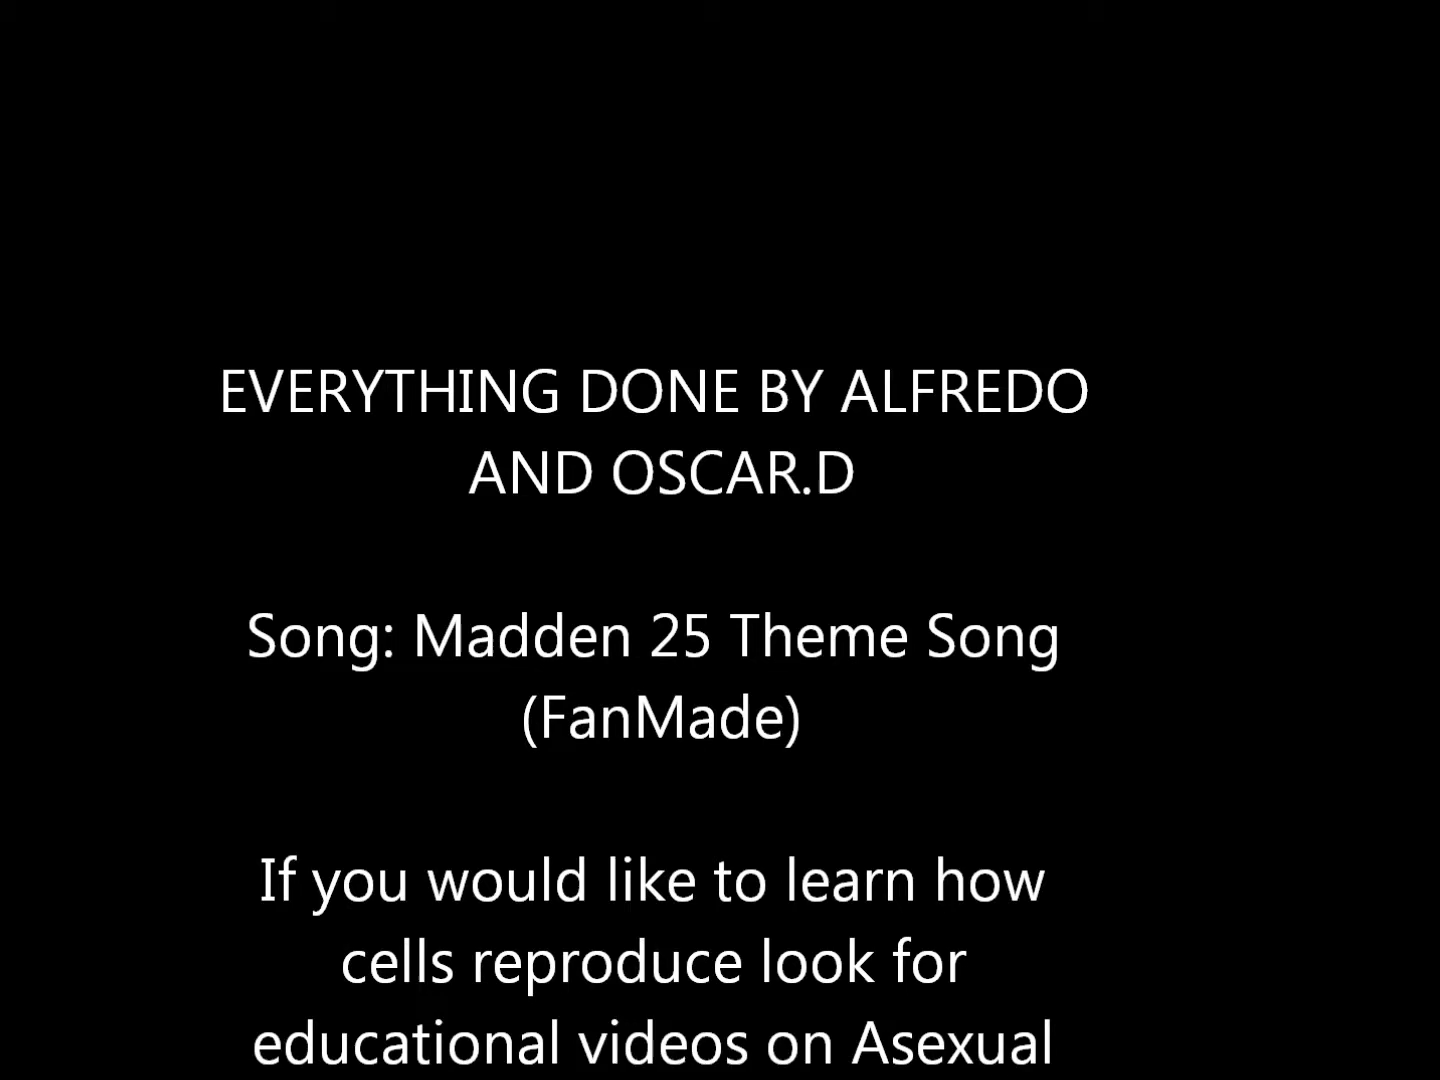 EVERYTHING DONE BY ALFREDO
AND OSCAR.D
Song: Madden 25 Theme Song
(FanMade)
If you would like to learn how
cells reproduce look for
educational videos on Asexual